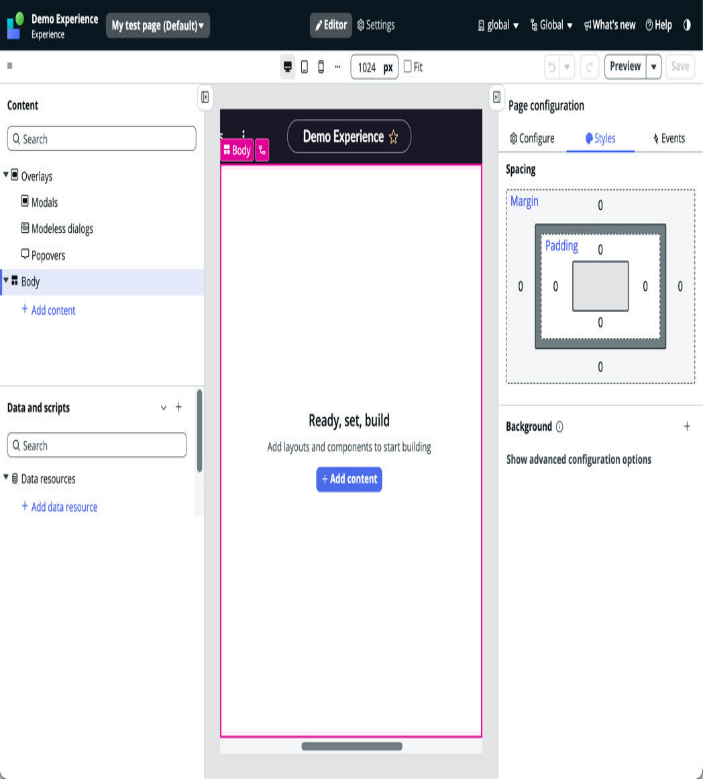 Demo Experience
Experience
My test page (Default)
Editor
Settings
global
Global
What's new
Help
1024 px
Fit
Preview
Save
Content
Search
Overlays
Modals
Modeless dialogs
Popovers
Body
+ Add content
Data and scripts
Search
Data resources
+ Add data resource
Demo Experience
Body
Ready, set, build
Add layouts and components to start building
+ Add content
Page configuration
Configure
Styles
Events
Spacing
Margin
0
Padding
0
0
0
0
0
0
0
Background
Show advanced configuration options